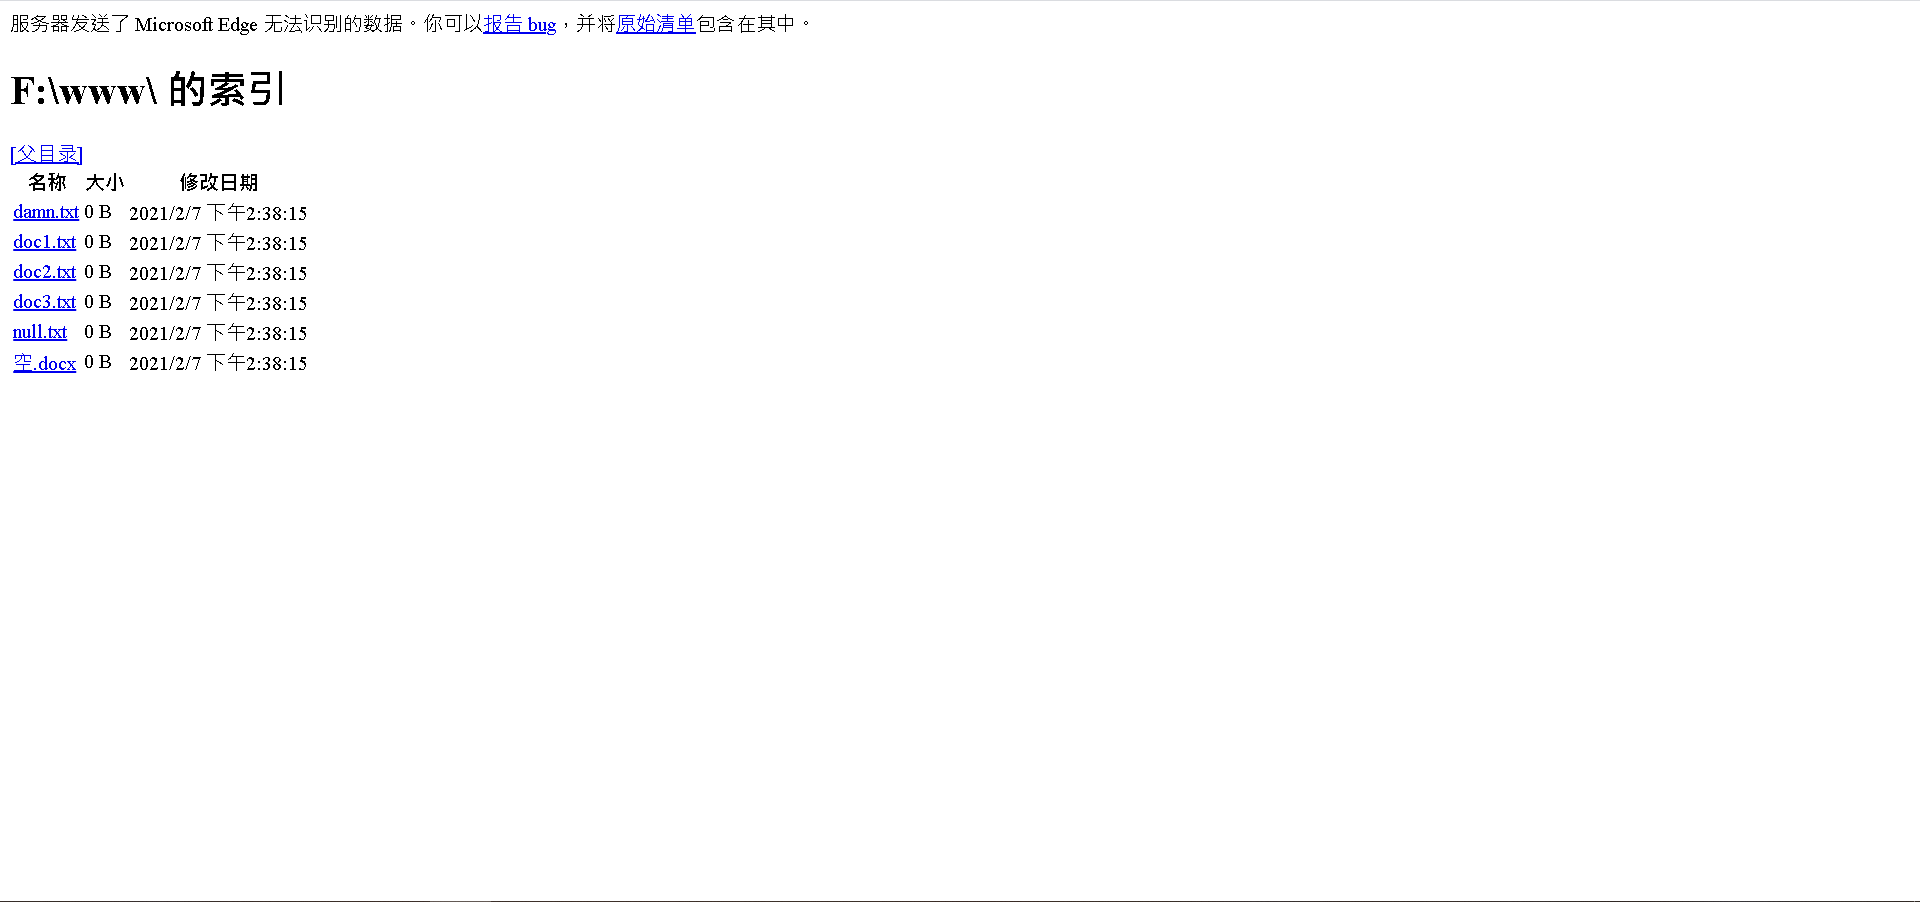 服务器发送了 Microsoft Edge 无法识别的数据。你可以报告 bug，并将原始清单包含在其中。
F:\www\ 的索引
[父目录]
名称 大小 修改日期
damn.txt 0 B 2021/2/7 下午2:38:15
doc1.txt 0 B 2021/2/7 下午2:38:15
doc2.txt 0 B 2021/2/7 下午2:38:15
doc3.txt 0 B 2021/2/7 下午2:38:15
null.txt 0 B 2021/2/7 下午2:38:15
空.docx 0 B 2021/2/7 下午2:38:15